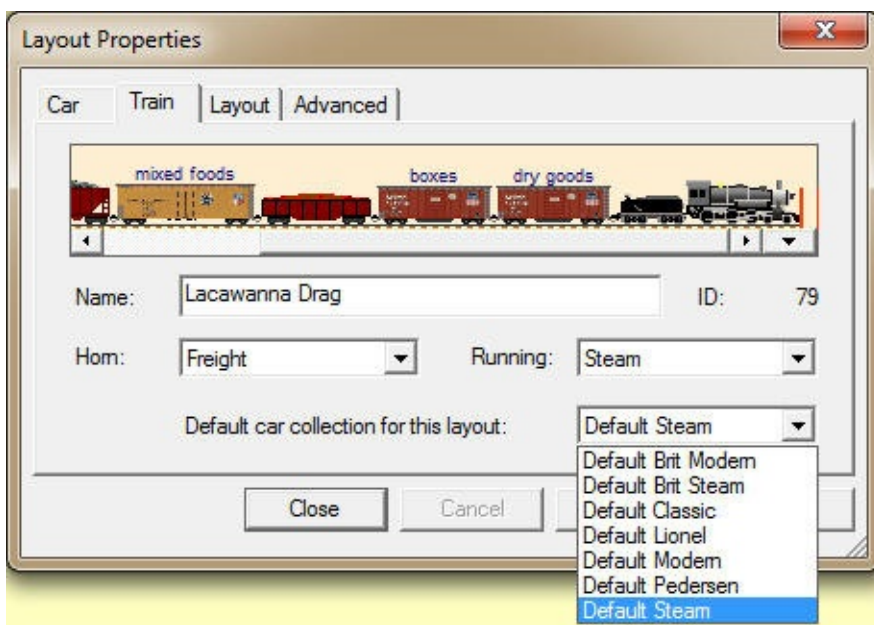 Layout Properties
Car Train Layout Advanced
mixed foods boxes dry goods
Name: Lacawanna Drag ID: 79
Horn: Freight Running: Steam
Default car collection for this layout: Default Steam
Default Brit Modern
Default Brit Steam
Default Classic
Default Lionel
Default Modern
Default Pedersen
Default Steam
Close Cancel